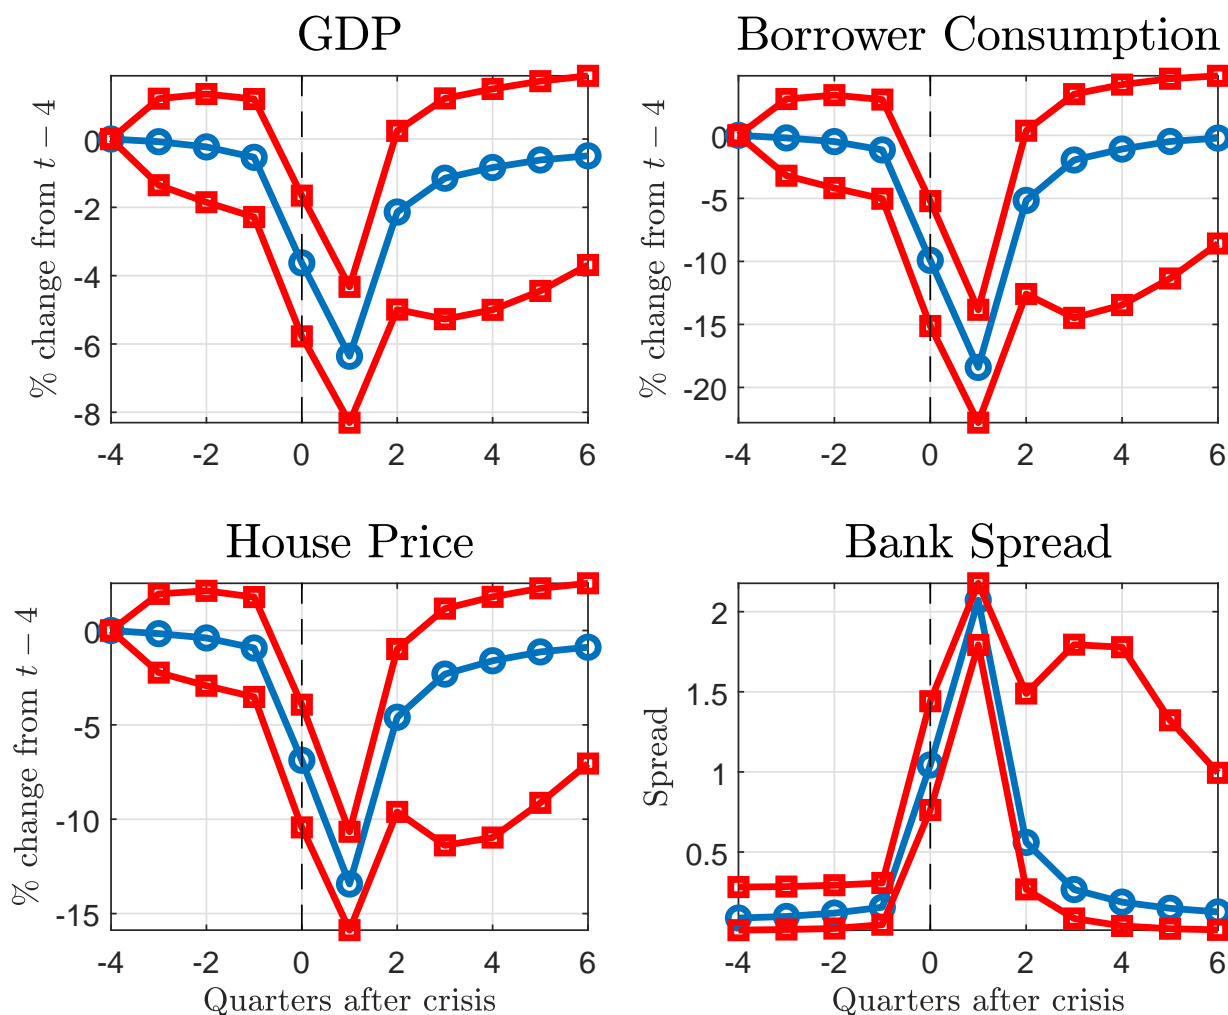 GDP
% change from t − 4
0
-2
-4
-6
-8
-4 -2 0 2 4 6
Borrower Consumption
% change from t − 4
0
-5
-10
-15
-20
-4 -2 0 2 4 6
House Price
% change from t − 4
0
-5
-10
-15
-4 -2 0 2 4 6
Quarters after crisis
Bank Spread
Spread
2
1.5
1
0.5
-4 -2 0 2 4 6
Quarters after crisis